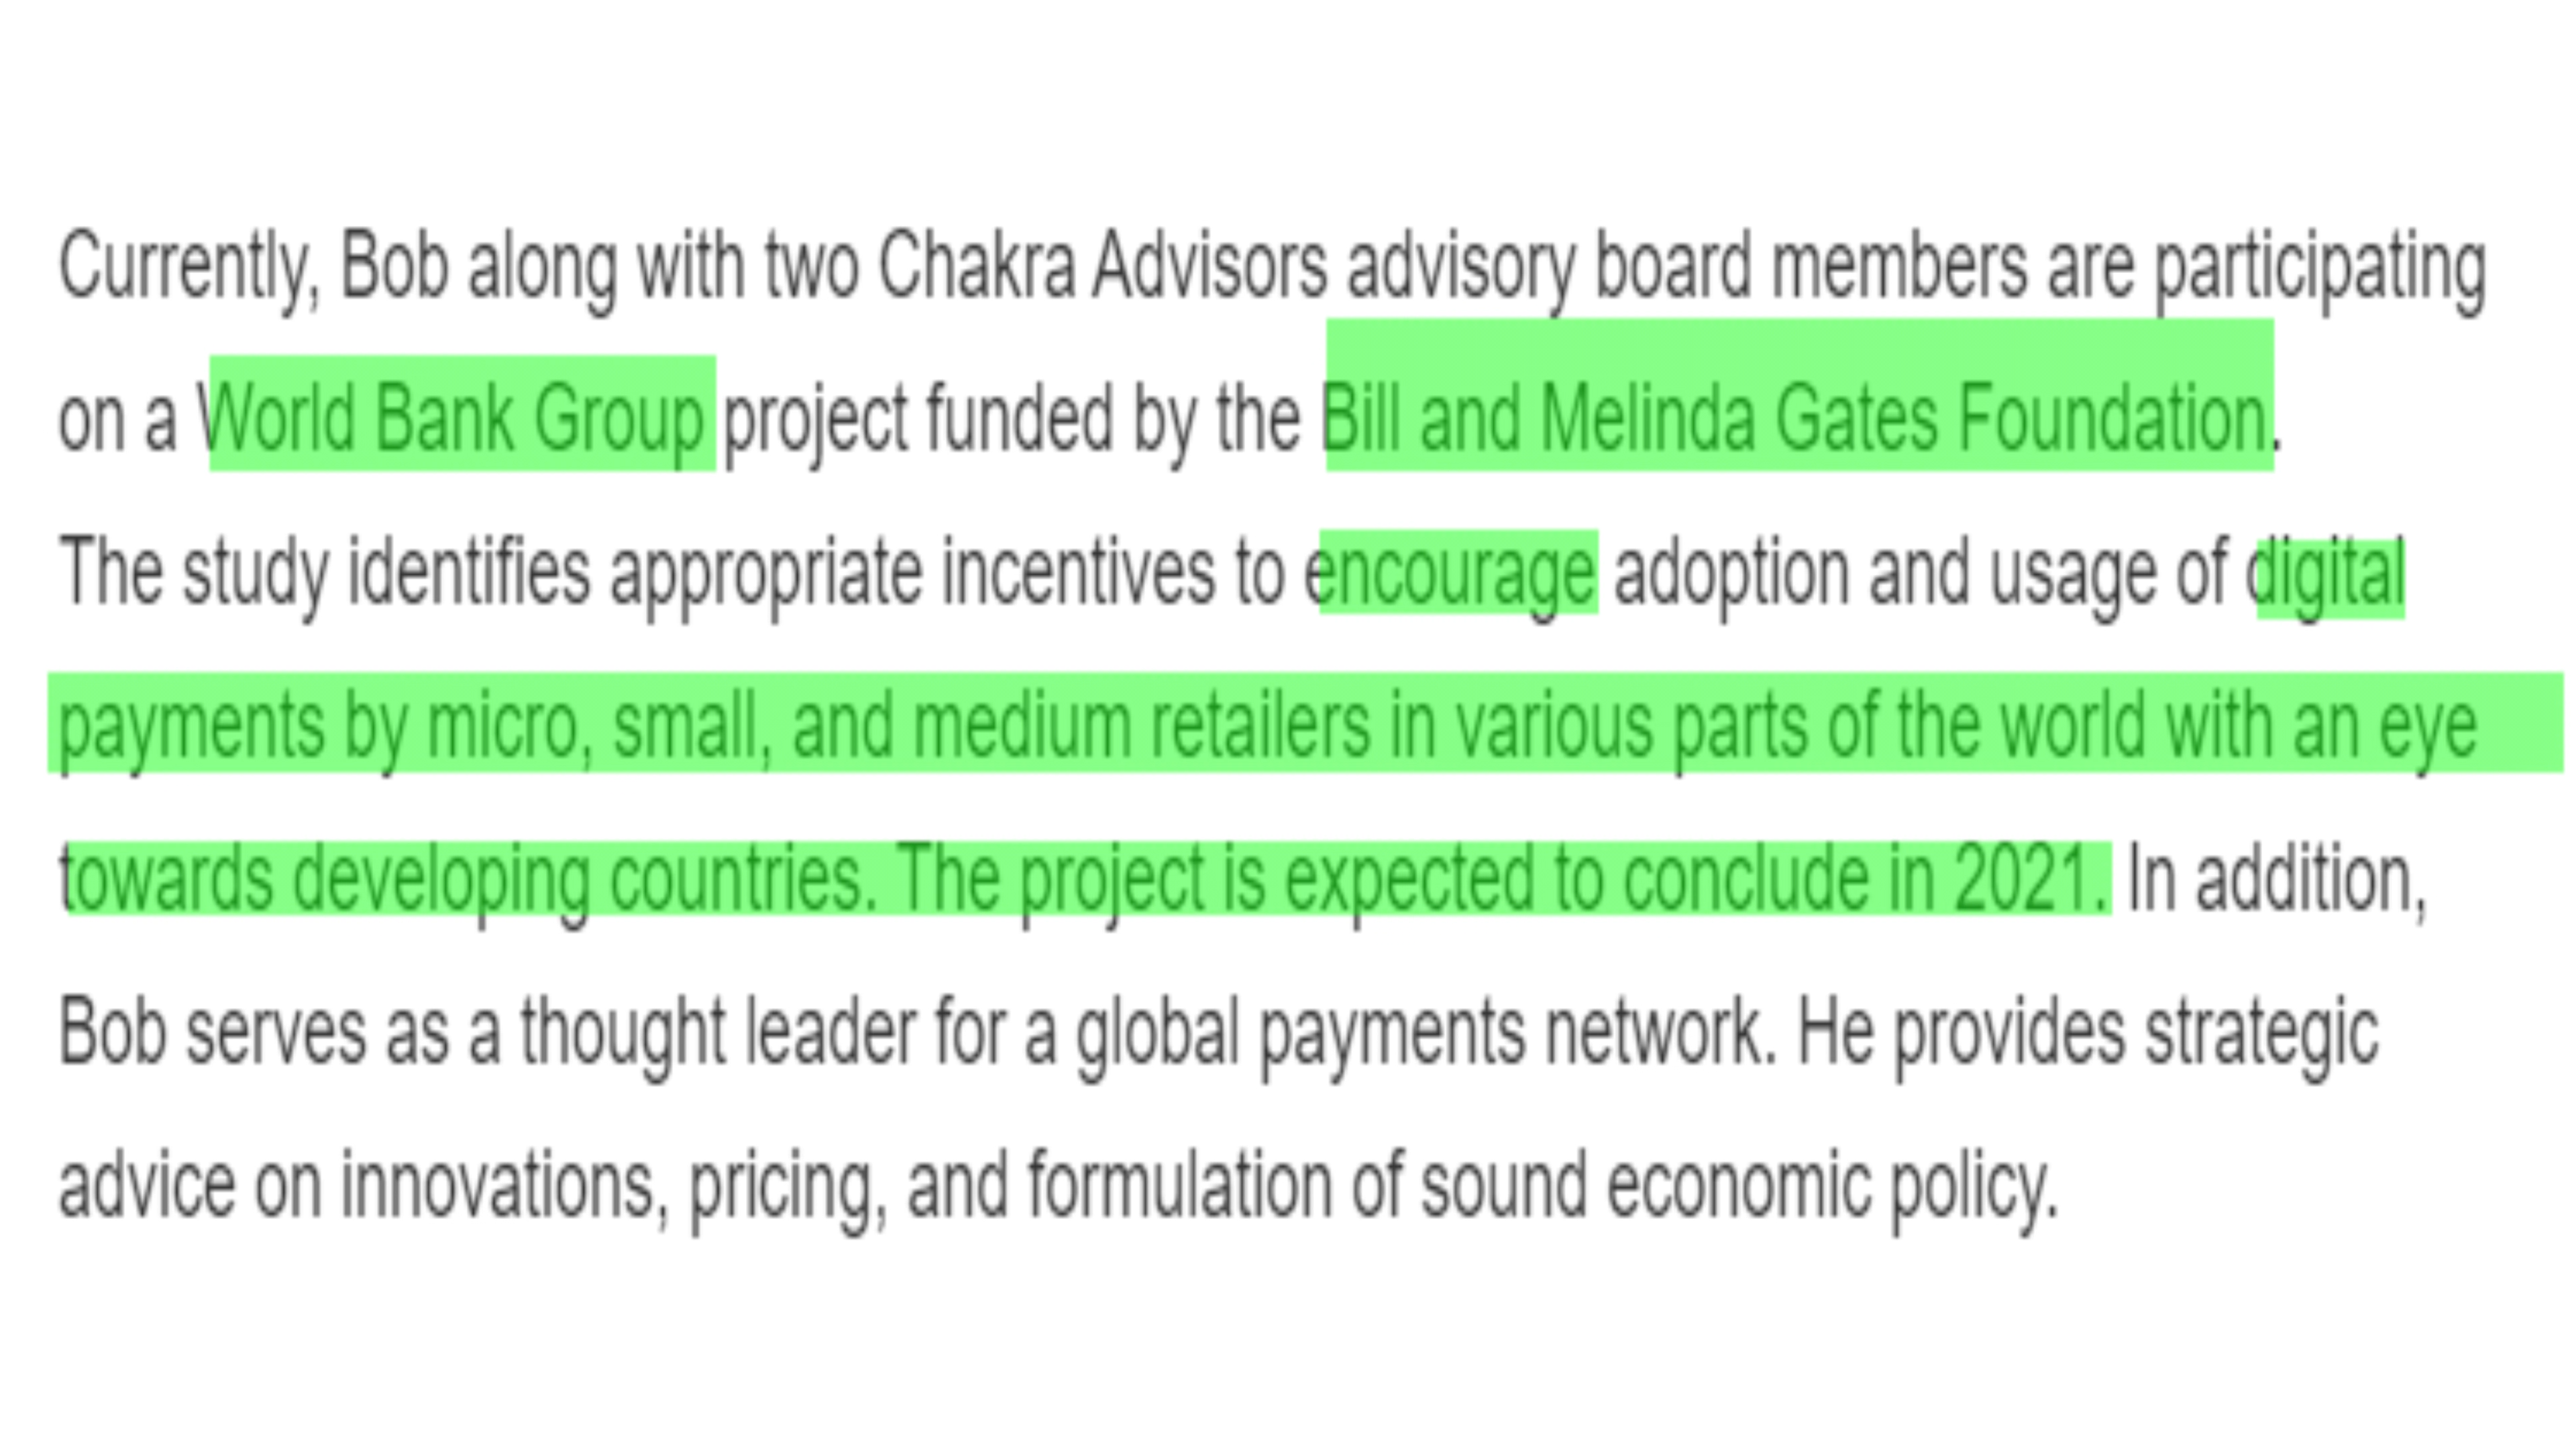 Currently, Bob along with two Chakra Advisors advisory board members are participating
on a World Bank Group project funded by the Bill and Melinda Gates Foundation.
The study identifies appropriate incentives to encourage adoption and usage of digital
payments by micro, small, and medium retailers in various parts of the world with an eye
towards developing countries. The project is expected to conclude in 2021. In addition,
Bob serves as a thought leader for a global payments network. He provides strategic
advice on innovations, pricing, and formulation of sound economic policy.